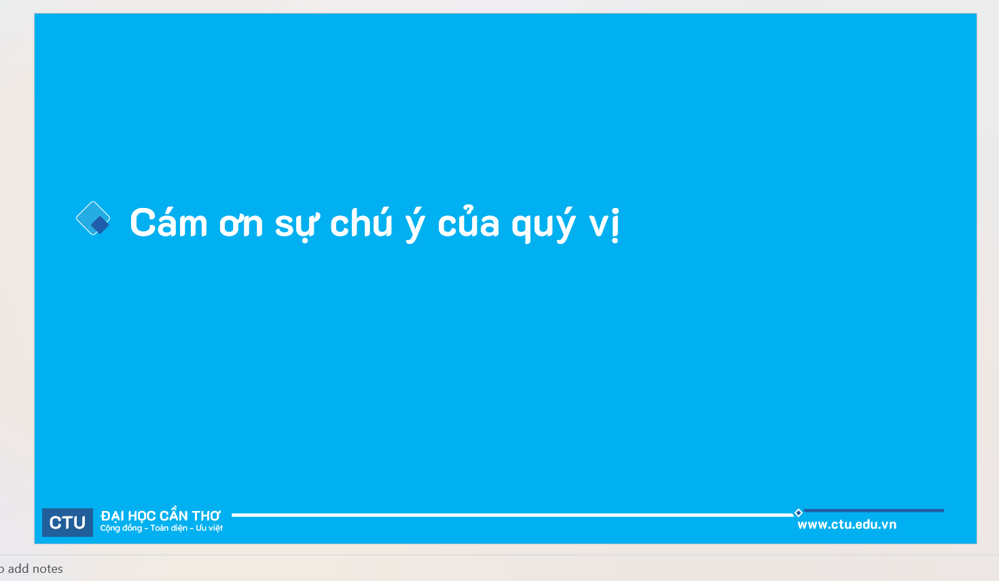 Cám ơn sự chú ý của quý vị
CTU
ĐẠI HỌC CẦN THƠ
Cộng đồng – Toàn diện – Ưu việt
www.ctu.edu.vn
add notes